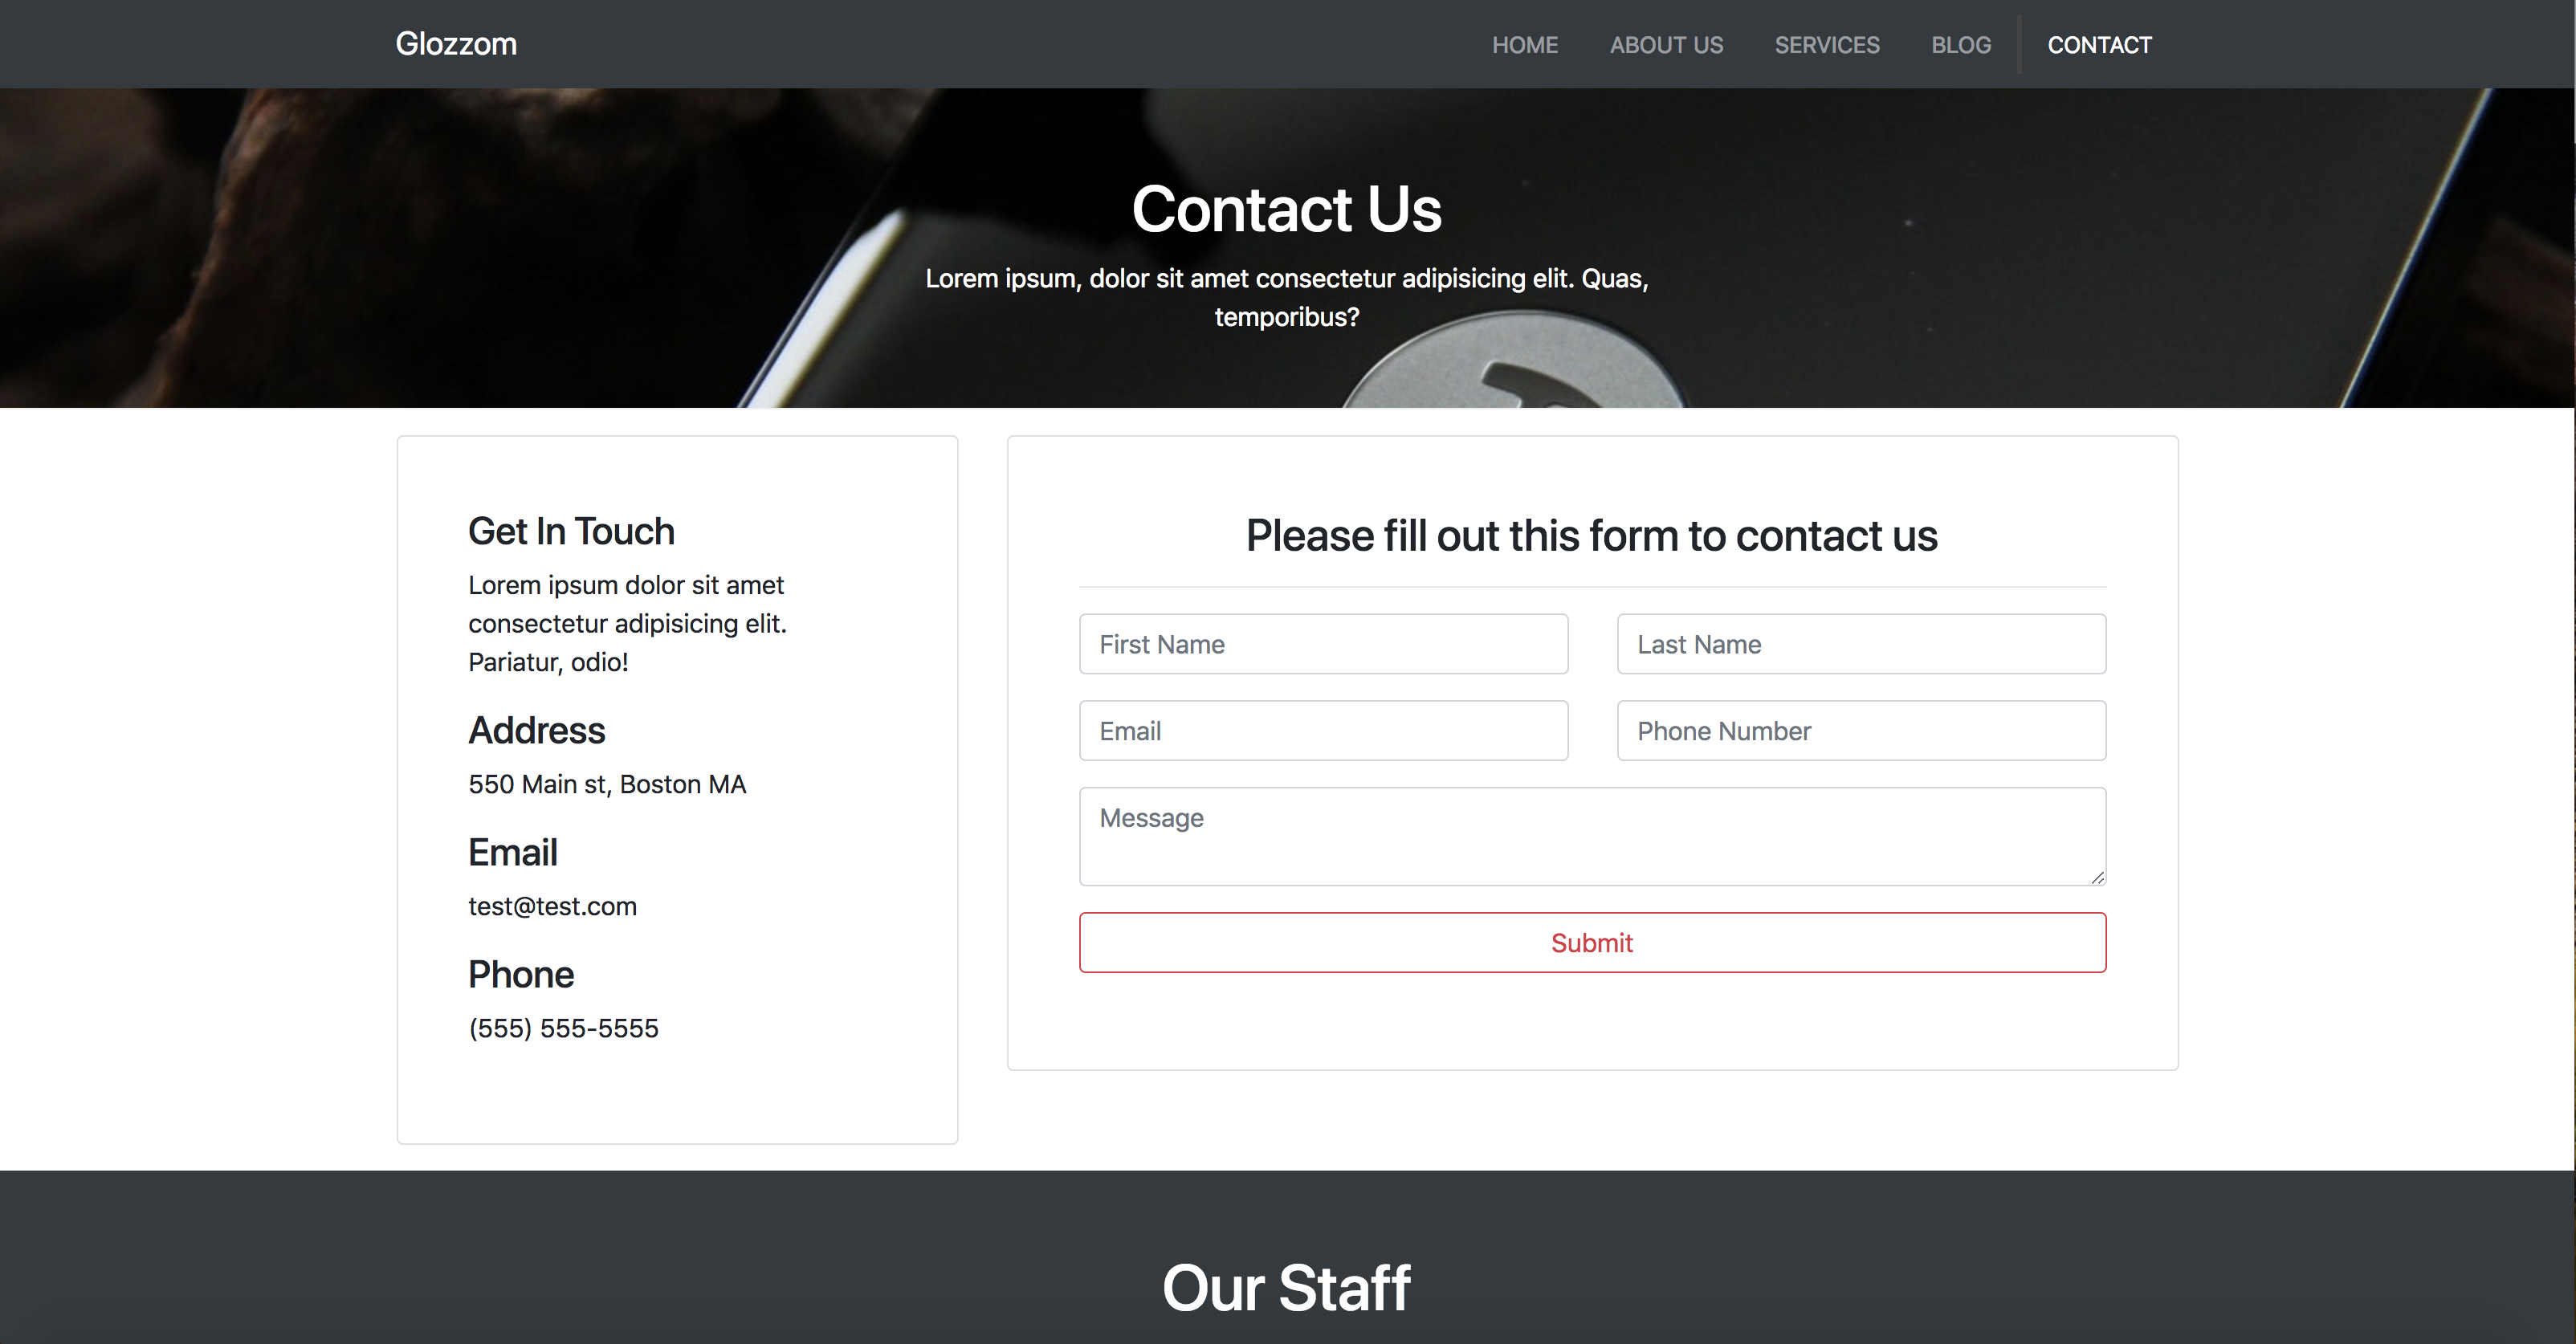 Glozzom
HOME ABOUT US SERVICES BLOG CONTACT
Contact Us
Lorem ipsum, dolor sit amet consectetur adipisicing elit. Quas,
temporibus?
Get In Touch
Lorem ipsum dolor sit amet
consectetur adipisicing elit.
Pariatur, odio!
Address
550 Main st, Boston MA
Email
test@test.com
Phone
(555) 555-5555
Please fill out this form to contact us
First Name
Last Name
Email
Phone Number
Message
Submit
Our Staff